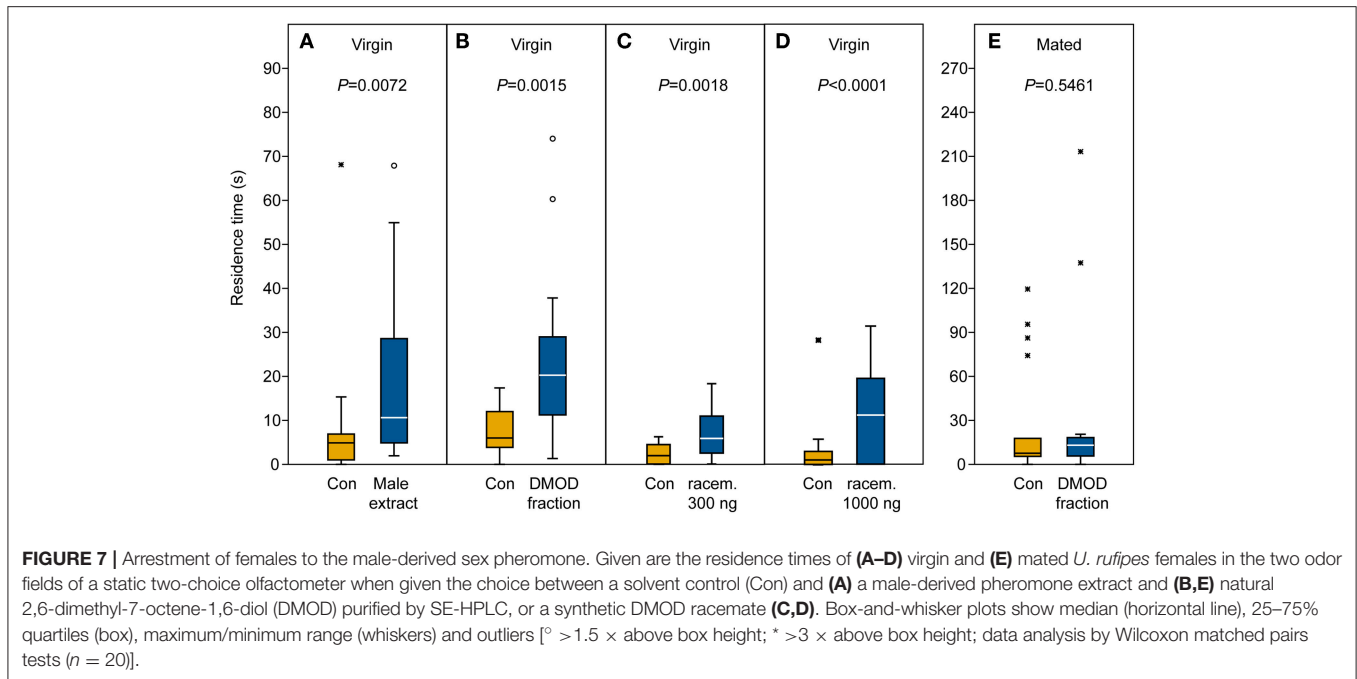 A Virgin B Virgin C Virgin D Virgin E Mated
90 270
P=0.0072 P=0.0015 P=0.0018 P<0.0001 P=0.5461
80 240
70 210
60 180
50 150
40 120
30 90
20 60
10 30
0 0
Residence time (s)
Con Male extract Con DMOD fraction Con racem. 300 ng Con racem. 1000 ng Con DMOD fraction
FIGURE 7 | Arrestment of females to the male-derived sex pheromone. Given are the residence times of (A–D) virgin and (E) mated U. rufipes females in the two odor
fields of a static two-choice olfactometer when given the choice between a solvent control (Con) and (A) a male-derived pheromone extract and (B,E) natural
2,6-dimethyl-7-octene-1,6-diol (DMOD) purified by SE-HPLC, or a synthetic DMOD racemate (C,D). Box-and-whisker plots show median (horizontal line), 25–75%
quartiles (box), maximum/minimum range (whiskers) and outliers [° >1.5 × above box height; * >3 × above box height; data analysis by Wilcoxon matched pairs
tests (n = 20)].